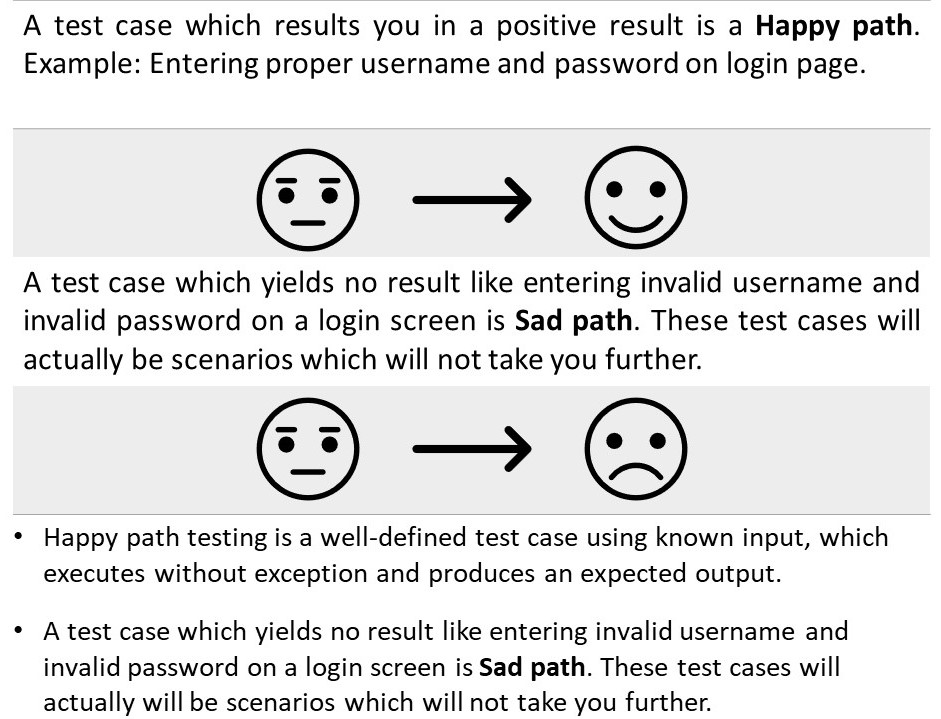 A test case which results you in a positive result is a Happy path.
Example: Entering proper username and password on login page.
A test case which yields no result like entering invalid username and
invalid password on a login screen is Sad path. These test cases will
actually be scenarios which will not take you further.
• Happy path testing is a well-defined test case using known input, which
executes without exception and produces an expected output.
• A test case which yields no result like entering invalid username and
invalid password on a login screen is Sad path. These test cases will
actually will be scenarios which will not take you further.